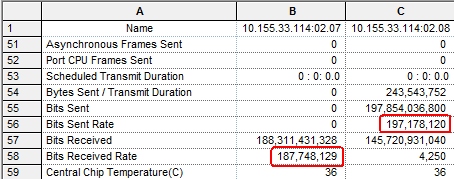 A B C
1 Name 10.155.33.114:02.07 10.155.33.114:02.08
51 Asynchronous Frames Sent 0 0
52 Port CPU Frames Sent 0 0
53 Scheduled Transmit Duration 0 : 0: 0.0 0 : 0: 0.0
54 Bytes Sent / Transmit Duration 0 243,543,752
55 Bits Sent 0 197,854,036,800
56 Bits Sent Rate 0 197,178,120
57 Bits Received 188,311,431,328 145,720,931,040
58 Bits Received Rate 187,748,129 4,250
59 Central Chip Temperature(C) 36 36